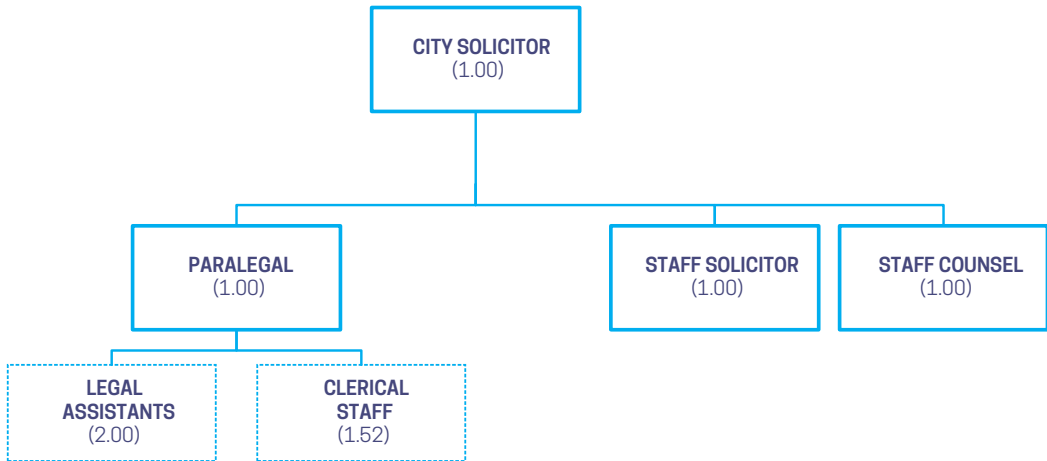 CITY SOLICITOR
(1.00)
PARALEGAL
(1.00)
STAFF SOLICITOR
(1.00)
STAFF COUNSEL
(1.00)
LEGAL
ASSISTANTS
(2.00)
CLERICAL
STAFF
(1.52)